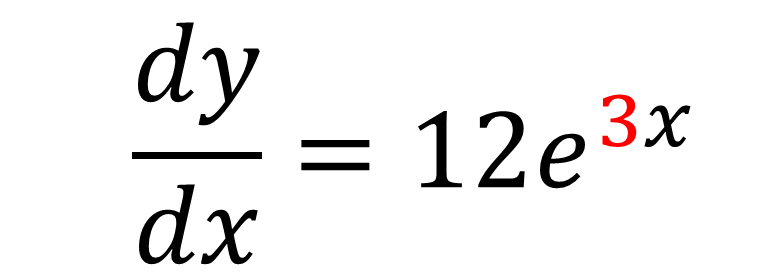 dy/dx = 12e^{3x}